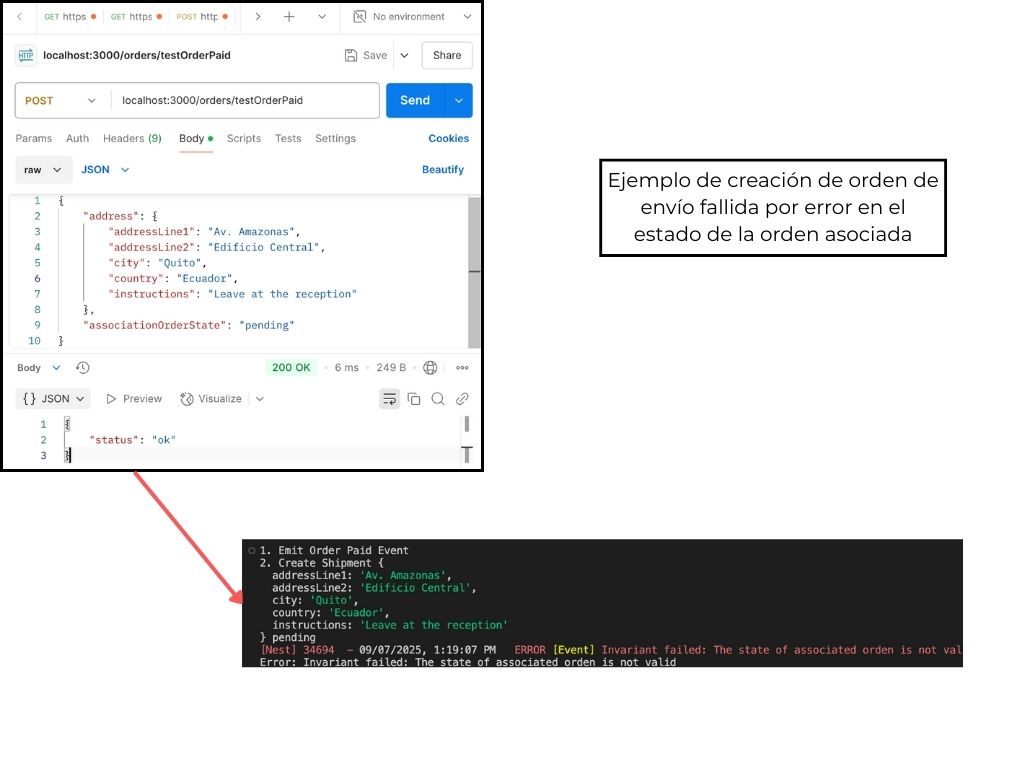 GET https GET https POST http No environment
HTTP localhost:3000/orders/testOrderPaid Save Share
POST localhost:3000/orders/testOrderPaid Send
Params Auth Headers (9) Body Scripts Tests Settings Cookies
raw JSON Beautify
1 {
2 "address": {
3 "addressLine1": "Av. Amazonas",
4 "addressLine2": "Edificio Central",
5 "city": "Quito",
6 "country": "Ecuador",
7 "instructions": "Leave at the reception"
8 },
9 "associationOrderState": "pending"
10 }
Body 200 OK 6 ms 249 B
{} JSON Preview Visualize
1 {
2 "status": "ok"
3 }
Ejemplo de creación de orden de
envío fallida por error en el
estado de la orden asociada
1. Emit Order Paid Event
2. Create Shipment {
addressLine1: 'Av. Amazonas',
addressLine2: 'Edificio Central',
city: 'Quito',
country: 'Ecuador',
instructions: 'Leave at the reception'
} pending
[Nest] 34694 - 09/07/2025, 1:19:07 PM ERROR [Event] Invariant failed: The state of associated orden is not val
Error: Invariant failed: The state of associated orden is not valid